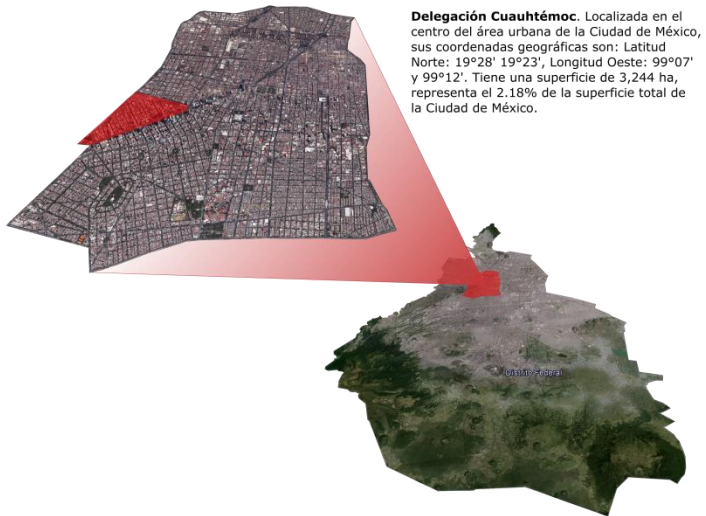 Delegación Cuauhtémoc. Localizada en el
centro del área urbana de la Ciudad de México,
sus coordenadas geográficas son: Latitud
Norte: 19°28' 19°23', Longitud Oeste: 99°07'
y 99°12'. Tiene una superficie de 3,244 ha,
representa el 2.18% de la superficie total de
la Ciudad de México.
Distrito Federal